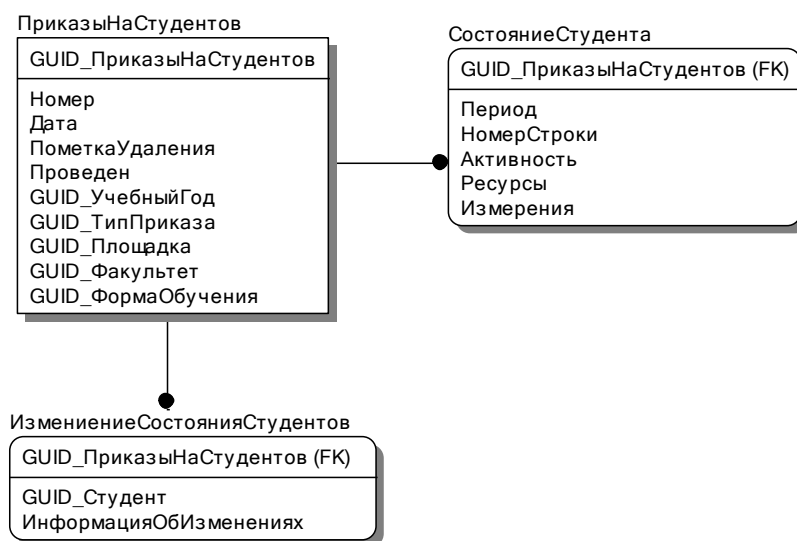 ПриказыНаСтудентов
GUID_ПриказыНаСтудентов
Номер
Дата
ПометкаУдаления
Проведен
GUID_УчебныйГод
GUID_ТипПриказа
GUID_Площадка
GUID_Факультет
GUID_ФормаОбучения
СостояниеСтудента
GUID_ПриказыНаСтудентов (FK)
Период
НомерСтроки
Активность
Ресурсы
Измерения
ИзмениениеСостоянияСтудентов
GUID_ПриказыНаСтудентов (FK)
GUID_Студент
ИнформацияОбИзменениях